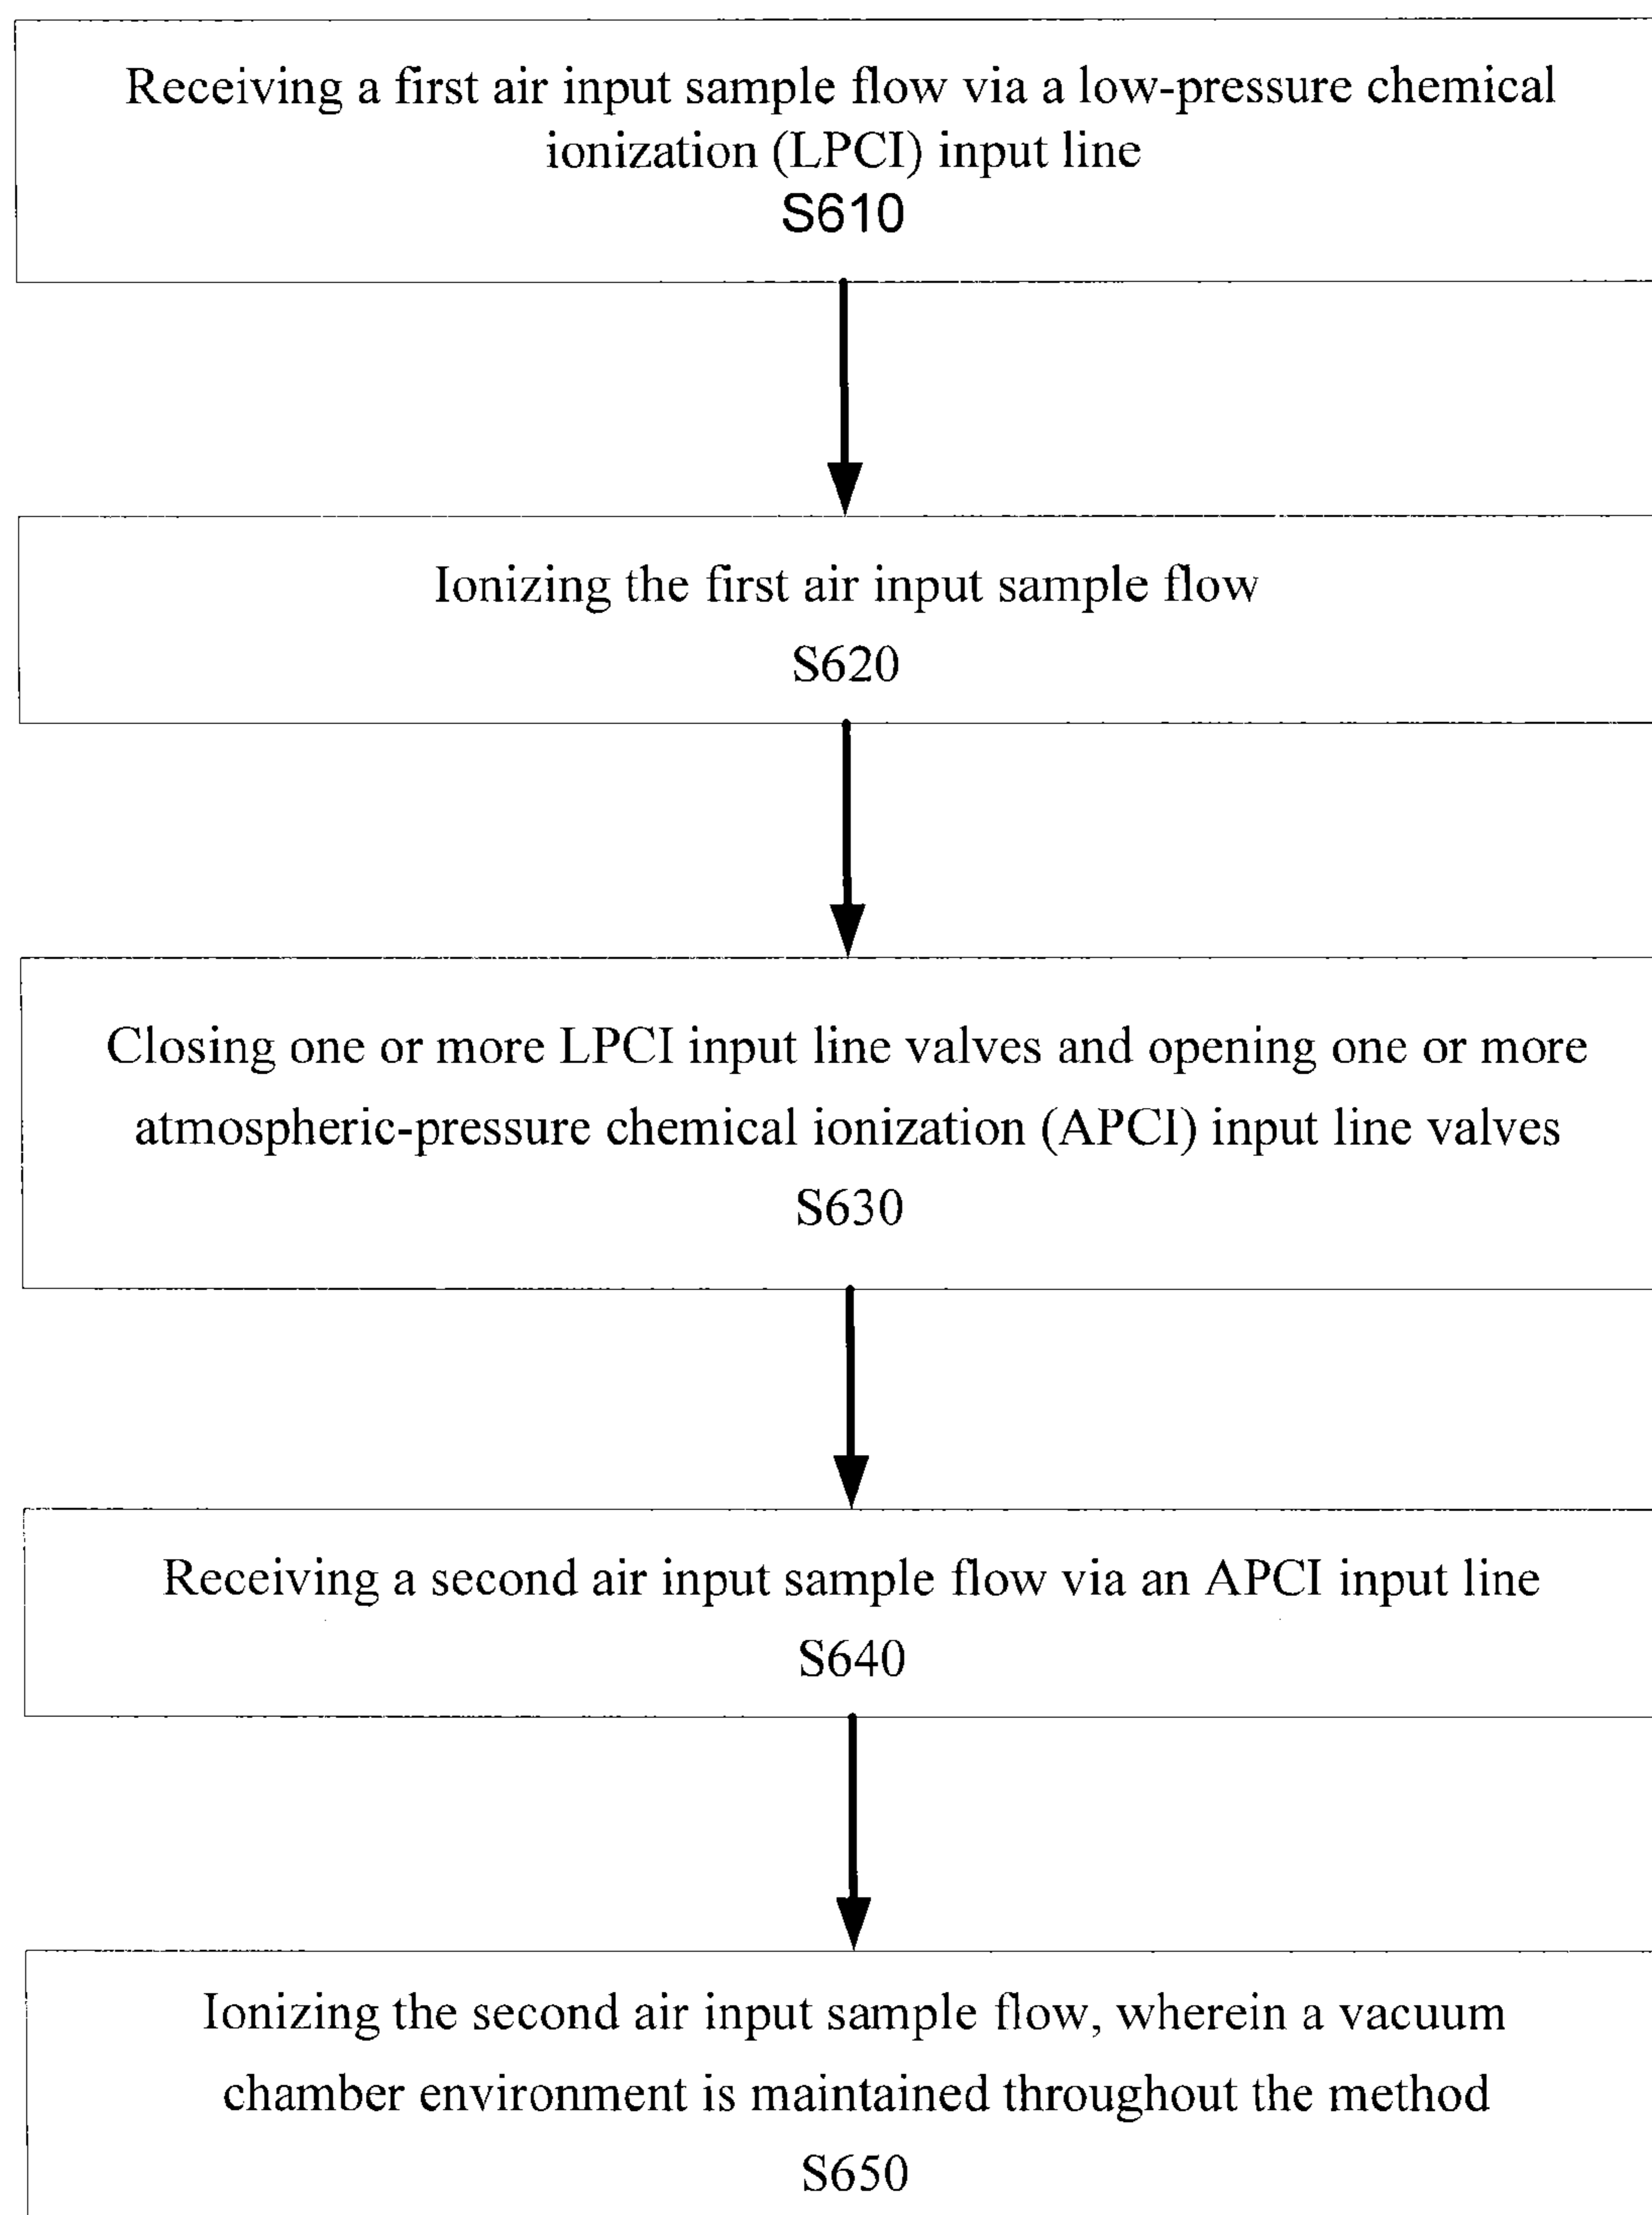 Receiving a first air input sample flow via a low-pressure chemical
ionization (LPCI) input line
S610
Ionizing the first air input sample flow
S620
Closing one or more LPCI input line valves and opening one or more
atmospheric-pressure chemical ionization (APCI) input line valves
S630
Receiving a second air input sample flow via an APCI input line
S640
Ionizing the second air input sample flow, wherein a vacuum
chamber environment is maintained throughout the method
S650